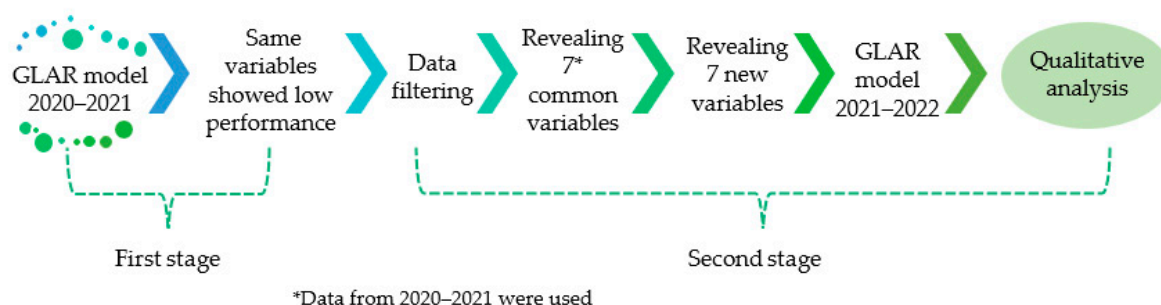 GLAR model
2020–2021
Same
variables
showed low
performance
Data
filtering
Revealing
7*
common
variables
Revealing
7 new
variables
GLAR
model
2021–2022
Qualitative
analysis
First stage
Second stage
*Data from 2020–2021 were used